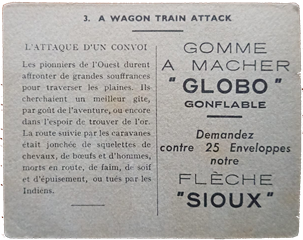 3. A WAGON TRAIN ATTACK
L'ATTAQUE D'UN CONVOI
Les pionniers de l'Ouest durent
affronter de grandes souffrances
pour traverser les plaines. Ils
cherchaient un meilleur gîte,
par goût de l'aventure, ou encore
dans l'espoir de trouver de l'or.
La route suivie par les caravanes
était jonchée de squelettes de
chevaux, de bœufs et d'hommes,
morts en route, de faim, de soif
et d'épuisement, ou tués par les
Indiens.
GOMME
A MACHER
"GLOBO"
GONFLABLE
Demandez
contre 25 Enveloppes
notre
FLÈCHE
"SIOUX"